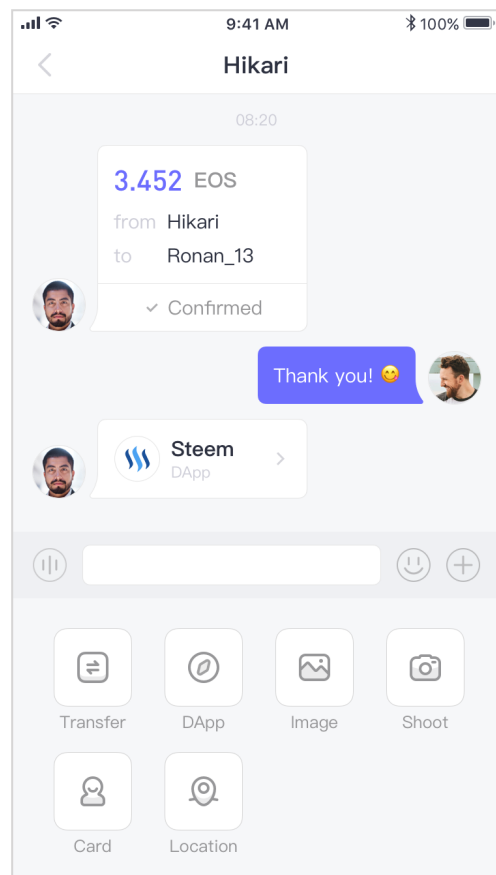 9:41 AM
100%
Hikari
08:20
3.452 EOS
from Hikari
to Ronan_13
Confirmed
Thank you! 😋
Steem
DApp
Transfer
DApp
Image
Shoot
Card
Location